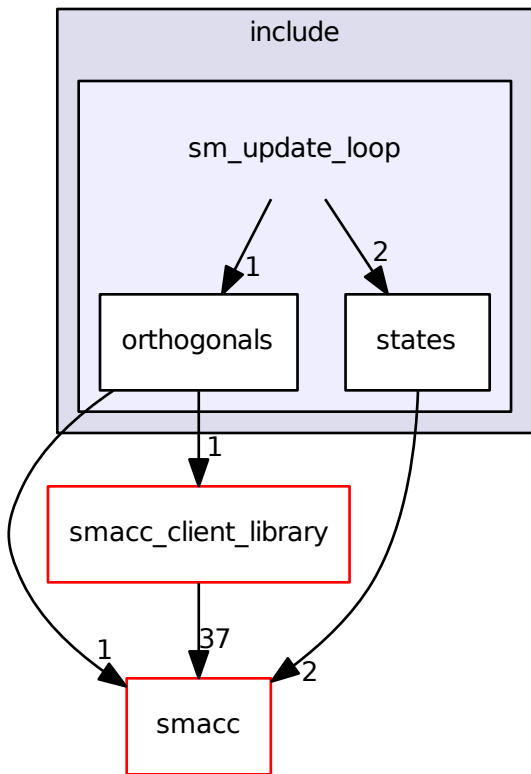 include
sm_update_loop
1
2
orthogonals
states
1
smacc_client_library
37
1
2
smacc